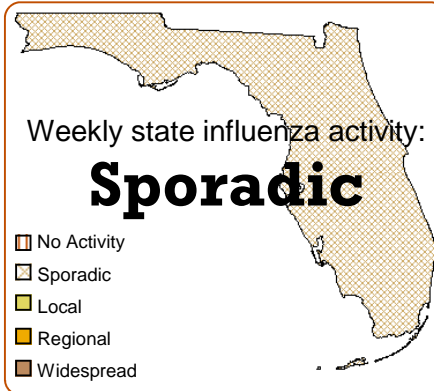 Weekly state influenza activity:
Sporadic
No Activity
Sporadic
Local
Regional
Widespread